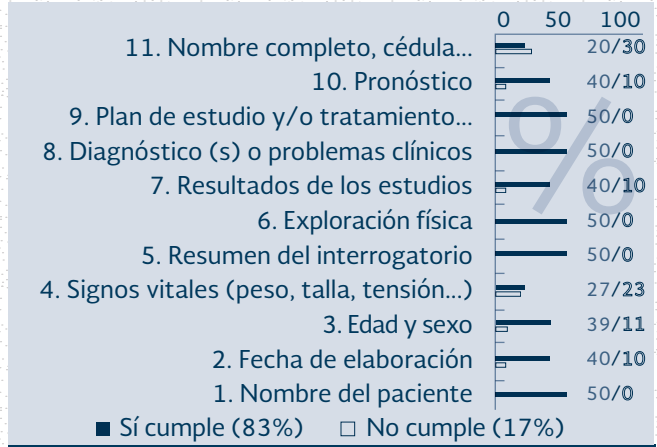 0 50 100
11. Nombre completo, cédula... 20/30
10. Pronóstico 40/10
9. Plan de estudio y/o tratamiento... 50/0
8. Diagnóstico (s) o problemas clínicos 50/0
7. Resultados de los estudios 40/10
6. Exploración física 50/0
5. Resumen del interrogatorio 50/0
4. Signos vitales (peso, talla, tensión...) 27/23
3. Edad y sexo 39/11
2. Fecha de elaboración 40/10
1. Nombre del paciente 50/0
%
Sí cumple (83%) No cumple (17%)